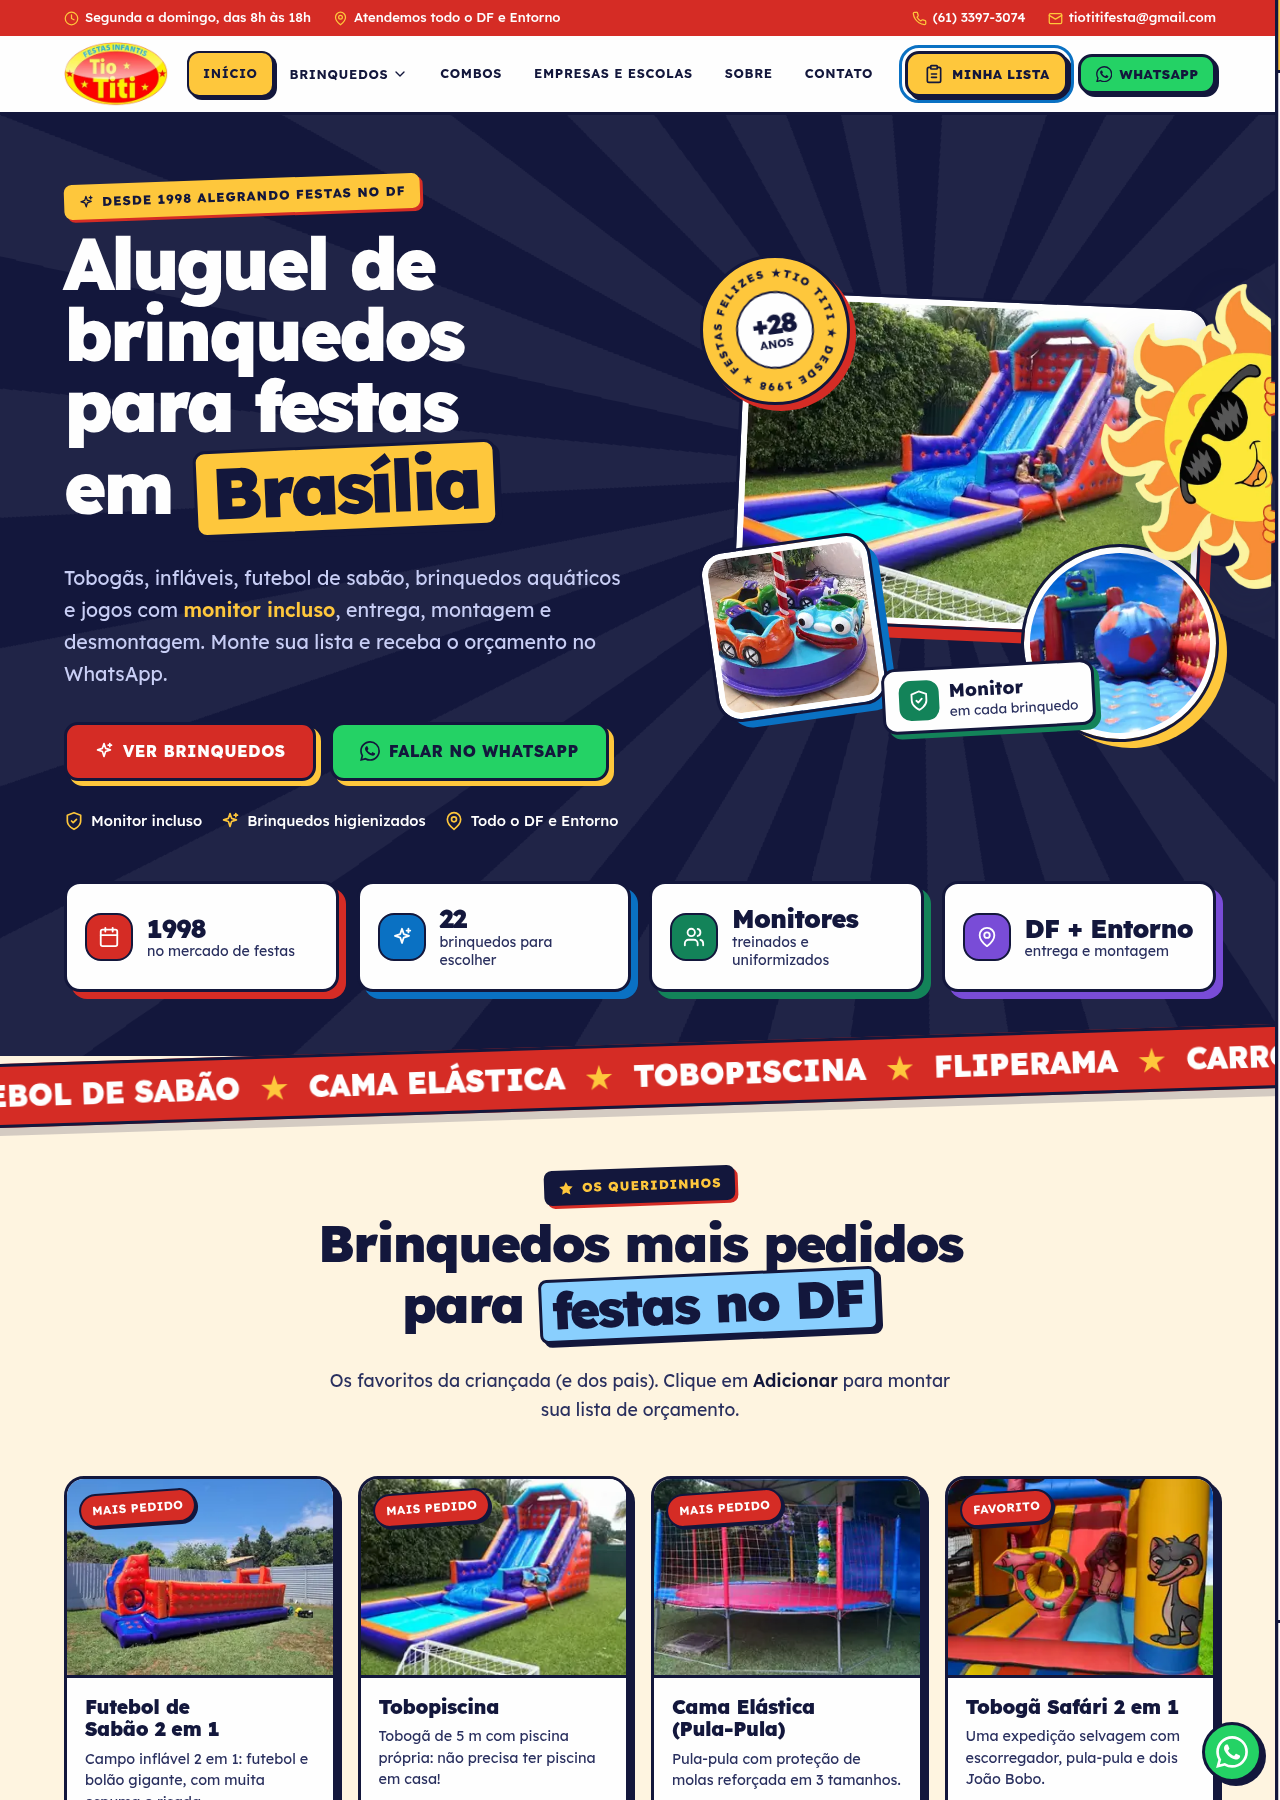 Segunda a domingo, das 8h às 18h
Atendemos todo o DF e Entorno
(61) 3397-3074
tiotitifesta@gmail.com
FESTAS INFANTIS
Tio
Titi
INÍCIO
BRINQUEDOS
COMBOS
EMPRESAS E ESCOLAS
SOBRE
CONTATO
MINHA LISTA
WHATSAPP
DESDE 1998 ALEGRANDO FESTAS NO DF
Aluguel de
brinquedos
para festas
em Brasília
Tobogãs, infláveis, futebol de sabão, brinquedos aquáticos
e jogos com monitor incluso, entrega, montagem e
desmontagem. Monte sua lista e receba o orçamento no
WhatsApp.
VER BRINQUEDOS
FALAR NO WHATSAPP
Monitor incluso
Brinquedos higienizados
Todo o DF e Entorno
TIO TITI ★ DESDE 1998 ★ FESTAS FELIZES ★
+28
ANOS
Monitor
em cada brinquedo
1998
no mercado de festas
22
brinquedos para
escolher
Monitores
treinados e
uniformizados
DF + Entorno
entrega e montagem
EBOL DE SABÃO ★ CAMA ELÁSTICA ★ TOBOPISCINA ★ FLIPERAMA ★ CARRO
OS QUERIDINHOS
Brinquedos mais pedidos
para festas no DF
Os favoritos da criançada (e dos pais). Clique em Adicionar para montar
sua lista de orçamento.
MAIS PEDIDO
Futebol de
Sabão 2 em 1
Campo inflável 2 em 1: futebol e
bolão gigante, com muita
MAIS PEDIDO
Tobopiscina
Tobogã de 5 m com piscina
própria: não precisa ter piscina
em casa!
MAIS PEDIDO
Cama Elástica
(Pula-Pula)
Pula-pula com proteção de
molas reforçada em 3 tamanhos.
FAVORITO
Tobogã Safári 2 em 1
Uma expedição selvagem com
escorregador, pula-pula e dois
João Bobo.